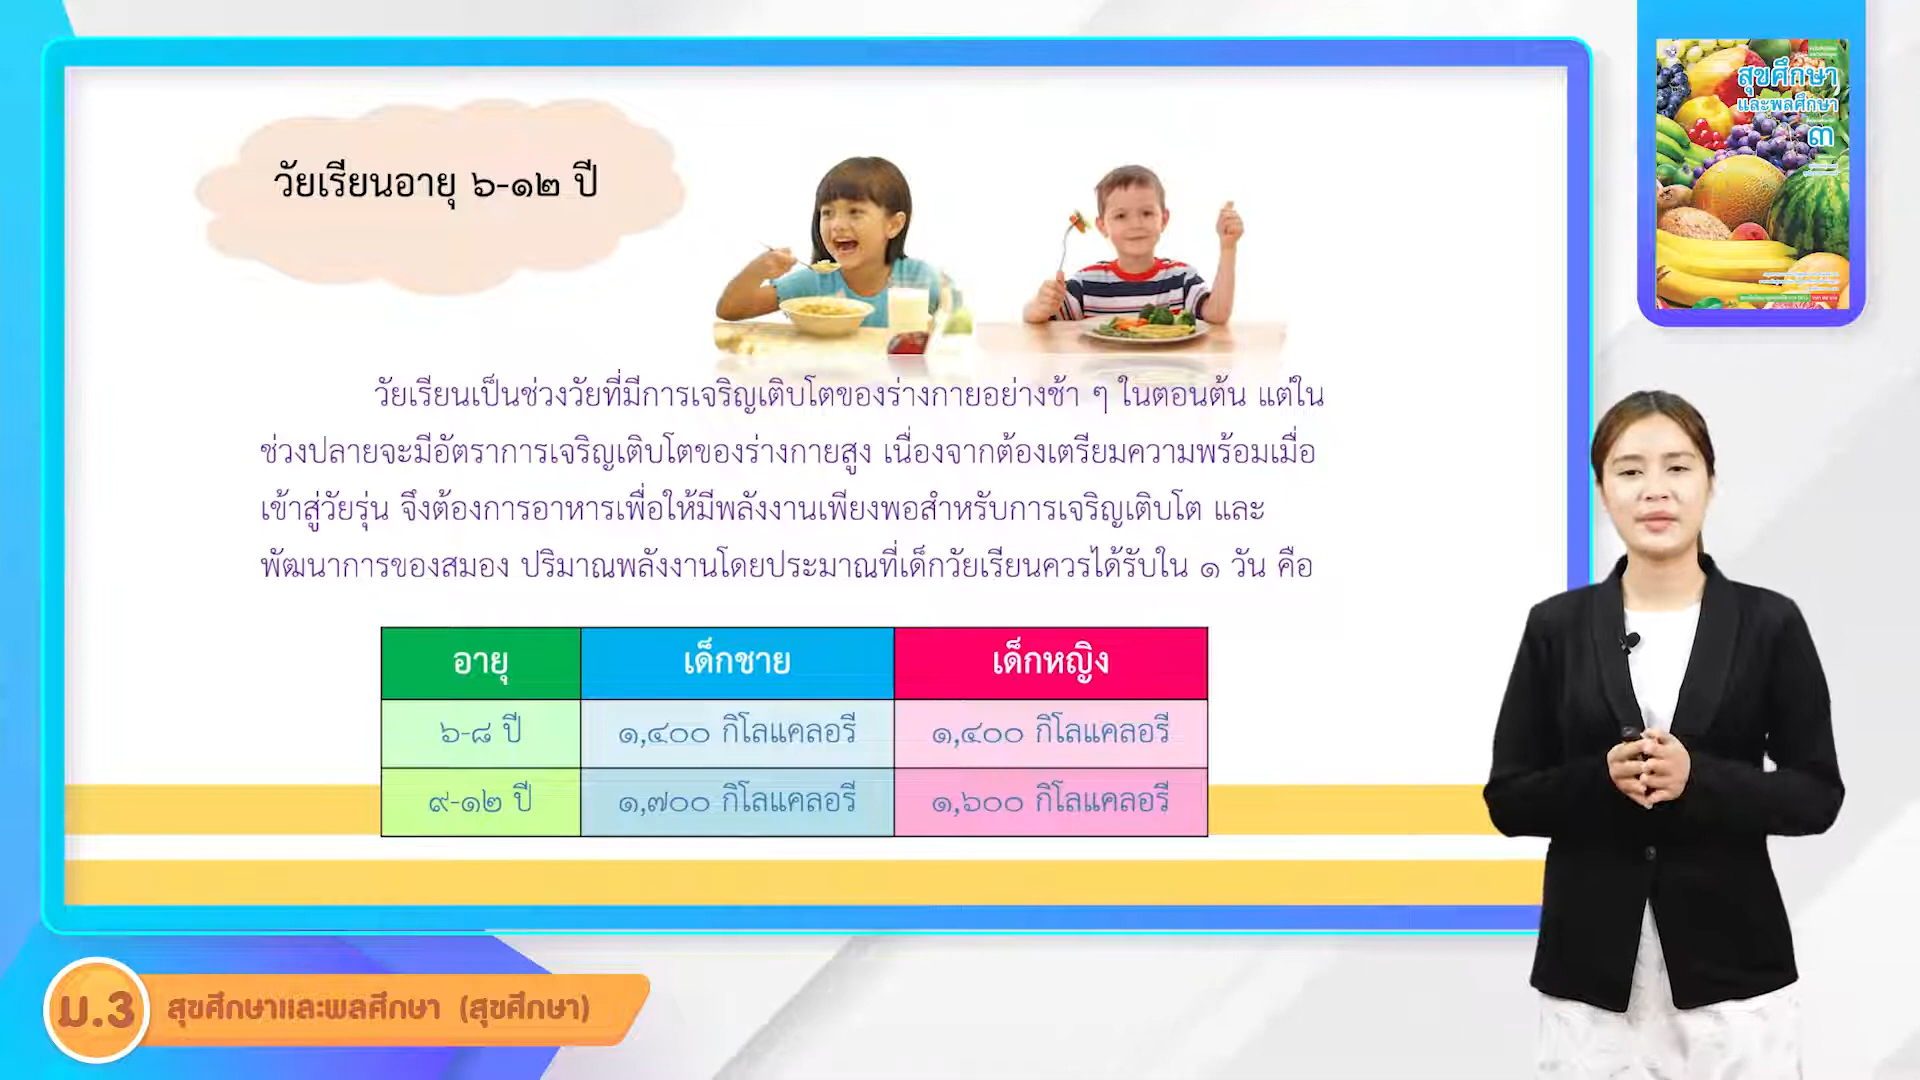 วัยเรียนอายุ ๖-๑๒ ปี
วัยเรียนเป็นช่วงวัยที่มีการเจริญเติบโตของร่างกายอย่างช้า ๆ ในตอนต้น แต่ใน
ช่วงปลายจะมีอัตราการเจริญเติบโตของร่างกายสูง เนื่องจากต้องเตรียมความพร้อมเมื่อ
เข้าสู่วัยรุ่น จึงต้องการอาหารเพื่อให้มีพลังงานเพียงพอสำหรับการเจริญเติบโต และ
พัฒนาการของสมอง ปริมาณพลังงานโดยประมาณที่เด็กวัยเรียนควรได้รับใน ๑ วัน คือ
อายุ เด็กชาย เด็กหญิง
๖-๘ ปี ๑,๔๐๐ กิโลแคลอรี ๑,๔๐๐ กิโลแคลอรี
๙-๑๒ ปี ๑,๗๐๐ กิโลแคลอรี ๑,๖๐๐ กิโลแคลอรี
สุขศึกษา
และพลศึกษา
๓
ม.3 สุขศึกษาและพลศึกษา (สุขศึกษา)